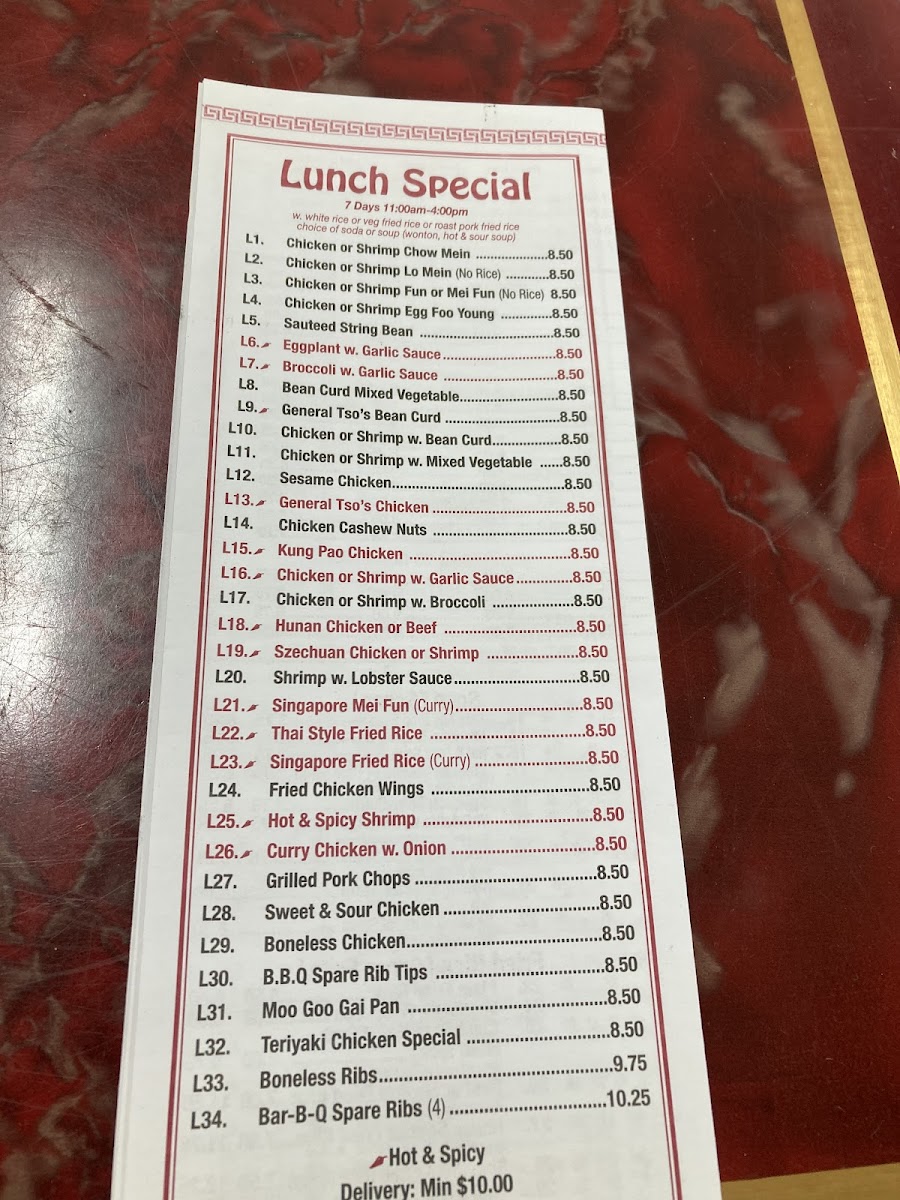 Lunch Special
7 Days 11:00am-4:00pm
w. white rice or veg fried rice or roast pork fried rice
choice of soda or soup (wonton, hot & sour soup)
L1. Chicken or Shrimp Chow Mein ....................8.50
L2. Chicken or Shrimp Lo Mein (No Rice) ............8.50
L3. Chicken or Shrimp Fun or Mei Fun (No Rice) 8.50
L4. Chicken or Shrimp Egg Foo Young ..............8.50
L5. Sauteed String Bean ....................................8.50
L6. Eggplant w. Garlic Sauce..............................8.50
L7. Broccoli w. Garlic Sauce ..............................8.50
L8. Bean Curd Mixed Vegetable..........................8.50
L9. General Tso's Bean Curd ..............................8.50
L10. Chicken or Shrimp w. Bean Curd..................8.50
L11. Chicken or Shrimp w. Mixed Vegetable ......8.50
L12. Sesame Chicken............................................8.50
L13. General Tso's Chicken ..................................8.50
L14. Chicken Cashew Nuts ..................................8.50
L15. Kung Pao Chicken ........................................8.50
L16. Chicken or Shrimp w. Garlic Sauce..............8.50
L17. Chicken or Shrimp w. Broccoli ....................8.50
L18. Hunan Chicken or Beef ................................8.50
L19. Szechuan Chicken or Shrimp ......................8.50
L20. Shrimp w. Lobster Sauce..............................8.50
L21. Singapore Mei Fun (Curry)............................8.50
L22. Thai Style Fried Rice ....................................8.50
L23. Singapore Fried Rice (Curry) ........................8.50
L24. Fried Chicken Wings ....................................8.50
L25. Hot & Spicy Shrimp ......................................8.50
L26. Curry Chicken w. Onion ................................8.50
L27. Grilled Pork Chops ........................................8.50
L28. Sweet & Sour Chicken ..................................8.50
L29. Boneless Chicken..........................................8.50
L30. B.B.Q Spare Rib Tips ....................................8.50
L31. Moo Goo Gai Pan ..........................................8.50
L32. Teriyaki Chicken Special ..............................8.50
L33. Boneless Ribs................................................9.75
L34. Bar-B-Q Spare Ribs (4) ................................10.25
Hot & Spicy
Delivery: Min $10.00